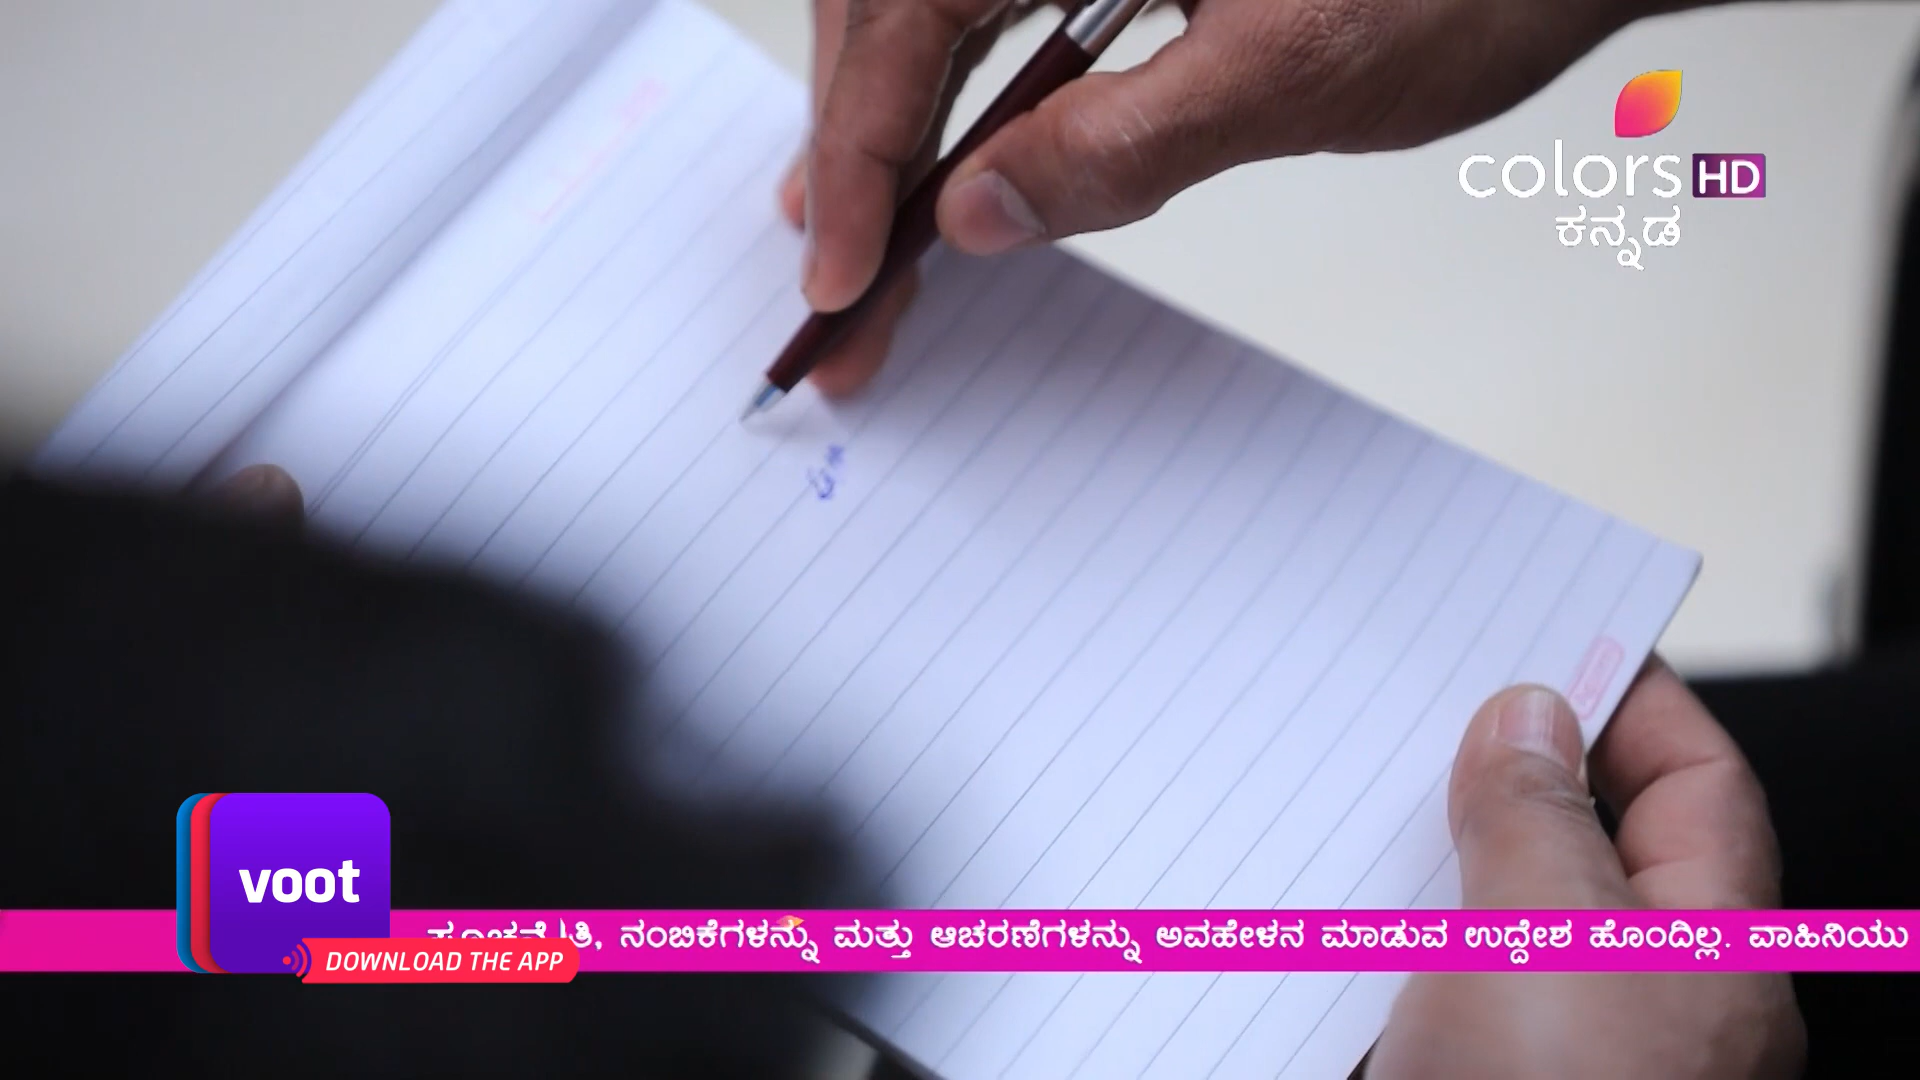 colors HD
ಕನ್ನಡ
voot
ನಂಬಿಕೆಗಳನ್ನು ಮತ್ತು ಆಚರಣೆಗಳನ್ನು ಅವಹೇಳನ ಮಾಡುವ ಉದ್ದೇಶ ಹೊಂದಿಲ್ಲ. ವಾಹಿನಿಯು
DOWNLOAD THE APP